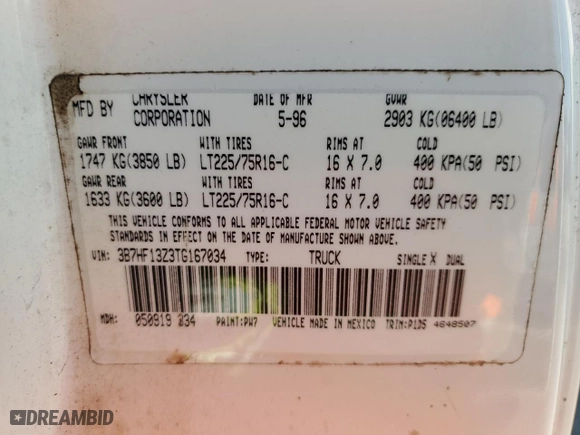 MFD BY CHRYSLER CORPORATION DATE OF MFR 5-96 GVWR 2903 KG(06400 LB)
GAWR FRONT WITH TIRES RIMS AT COLD
1747 KG(3850 LB) LT225/75R16-C 16 X 7.0 400 KPA(50 PSI)
GAWR REAR WITH TIRES RIMS AT COLD
1633 KG(3600 LB) LT225/75R16-C 16 X 7.0 400 KPA(50 PSI)
THIS VEHICLE CONFORMS TO ALL APPLICABLE FEDERAL MOTOR VEHICLE SAFETY
STANDARDS IN EFFECT ON THE DATE OF MANUFACTURE SHOWN ABOVE.
VIN: 3B7HF13Z3TG167034 TYPE: TRUCK SINGLE X DUAL
MDH: 050919 334 PAINT:PW7 VEHICLE MADE IN MEXICO TRIM:P1D5 4648507
DREAMBID